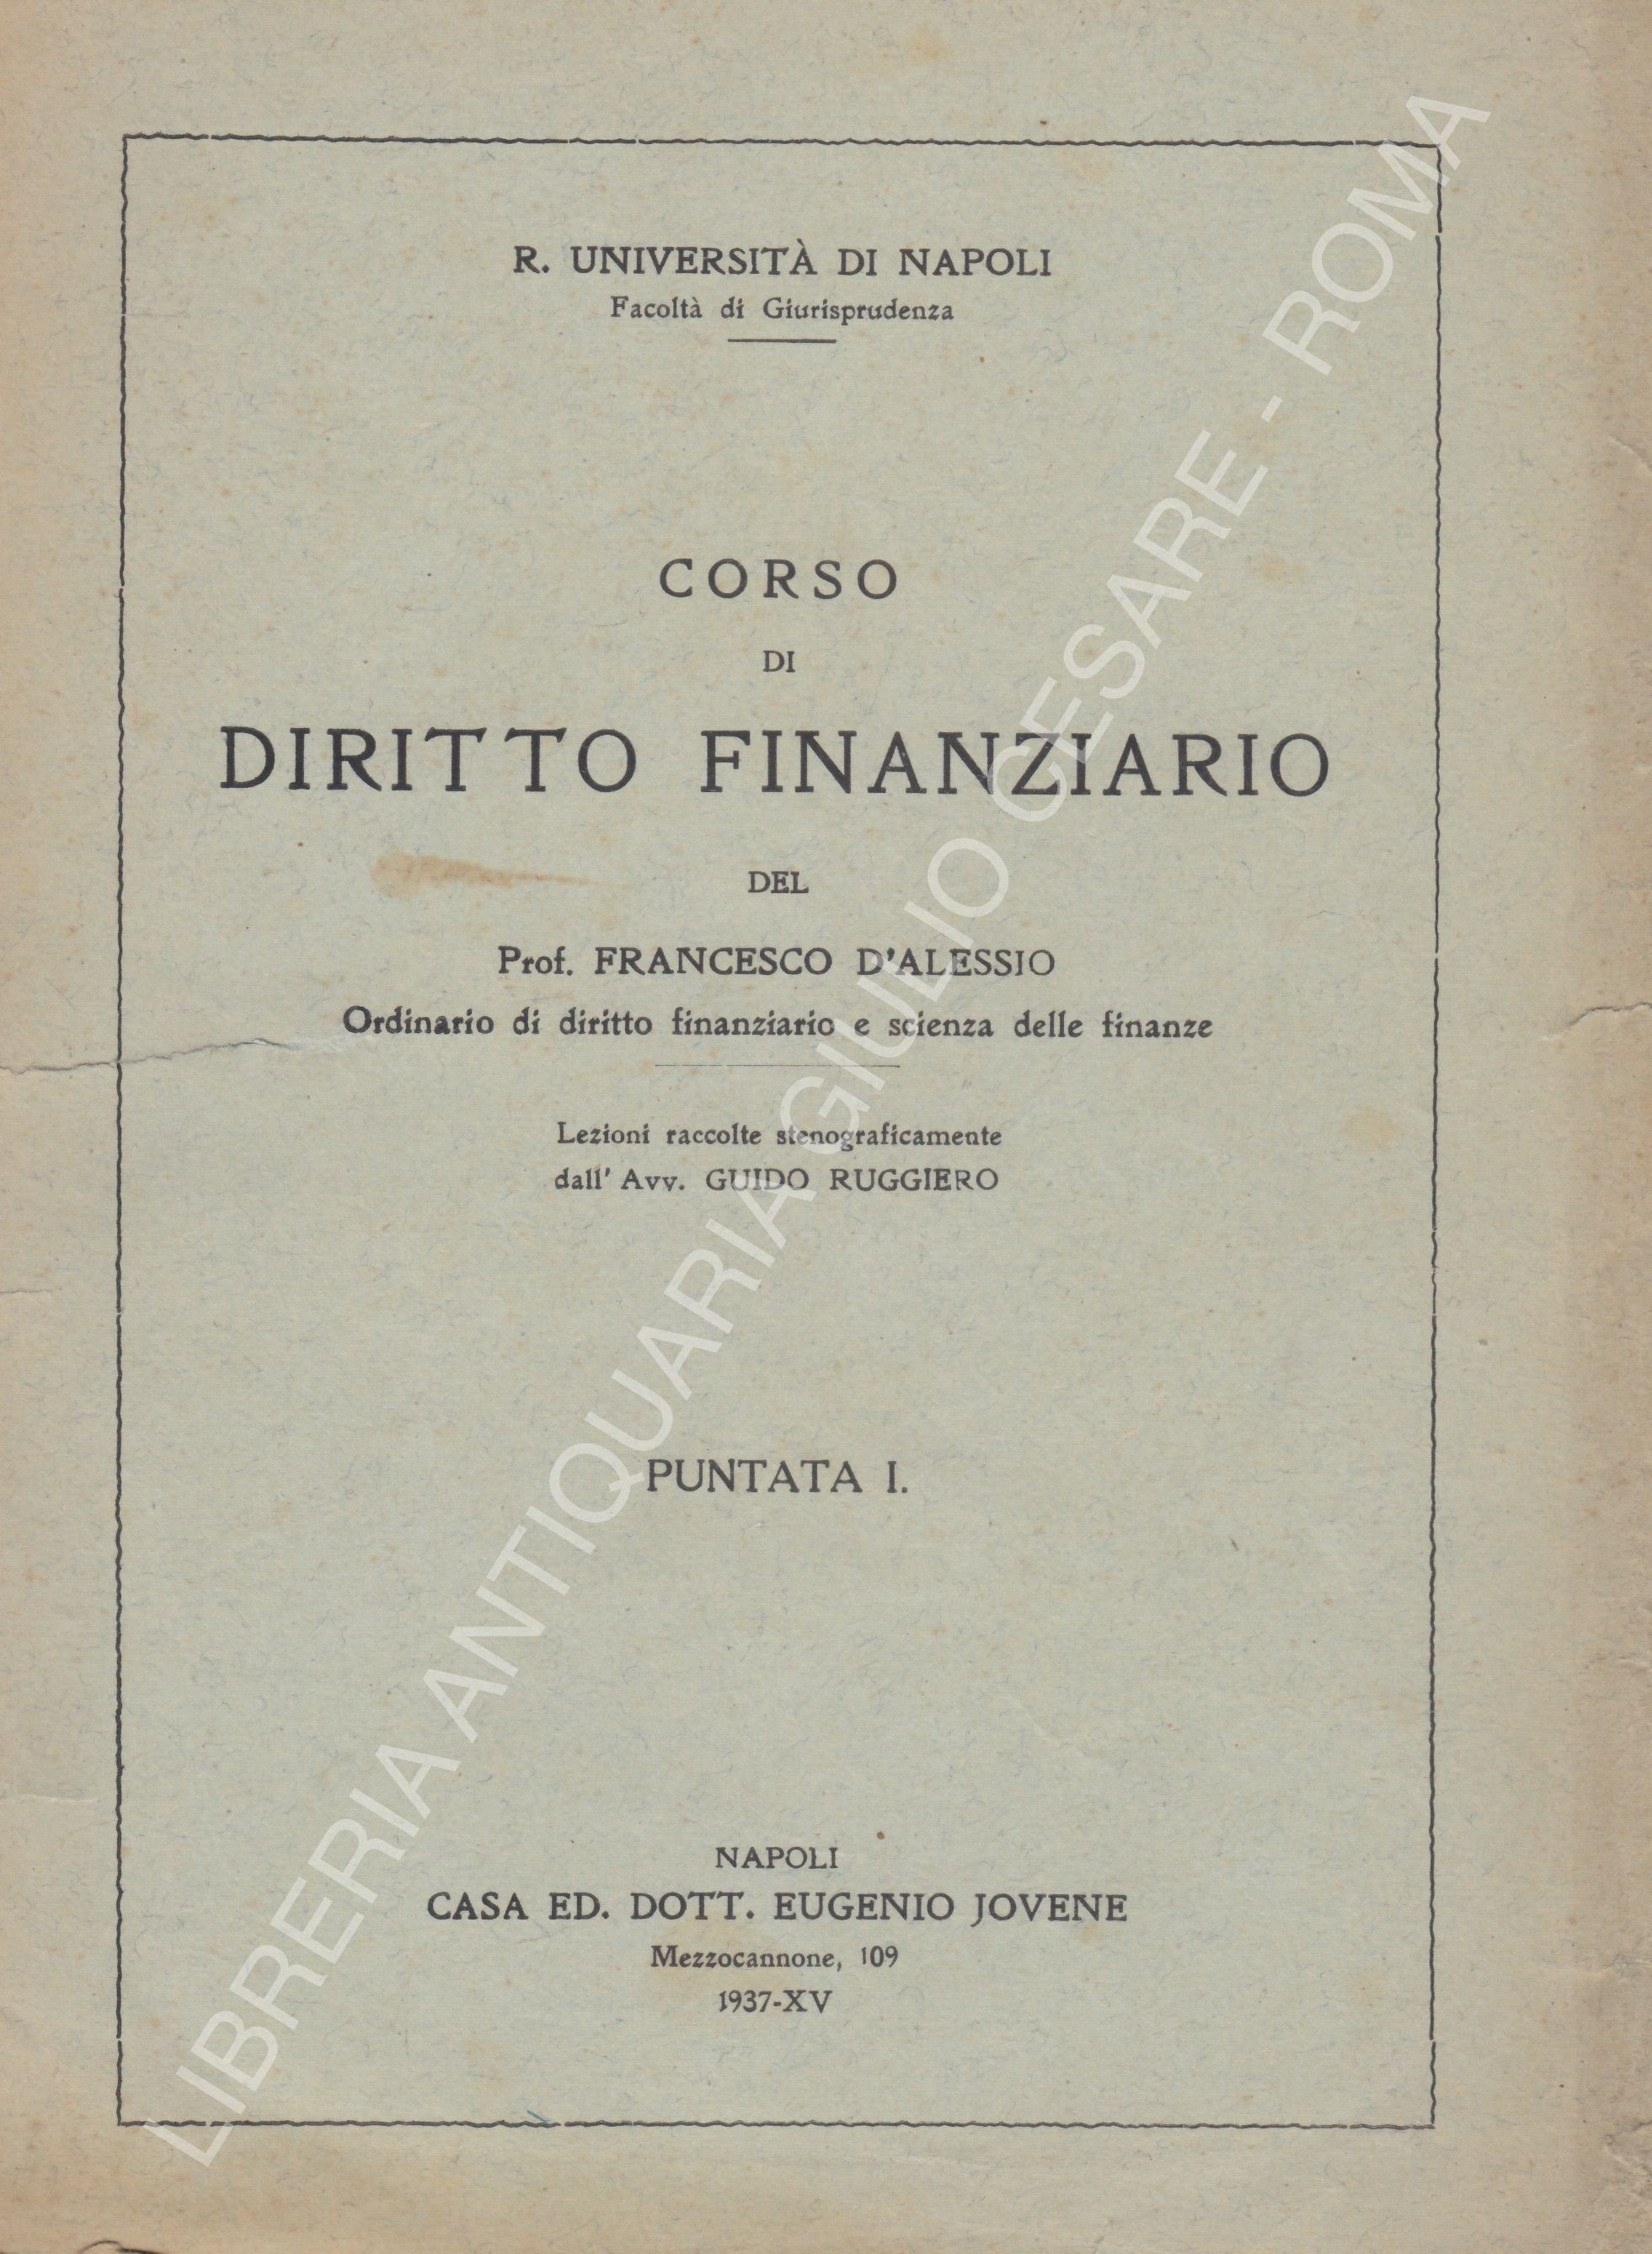 R. UNIVERSITÀ DI NAPOLI
Facoltà di Giurisprudenza
CORSO
DI
DIRITTO FINANZIARIO
DEL
Prof. FRANCESCO D'ALESSIO
Ordinario di diritto finanziario e scienza delle finanze
Lezioni raccolte stenograficamente
dall' Avv. GUIDO RUGGIERO
PUNTATA I.
NAPOLI
CASA ED. DOTT. EUGENIO JOVENE
Mezzocannone, 109
1937-XV
LIBRERIA ANTIQUARIA GIULIO CESARE - ROMA